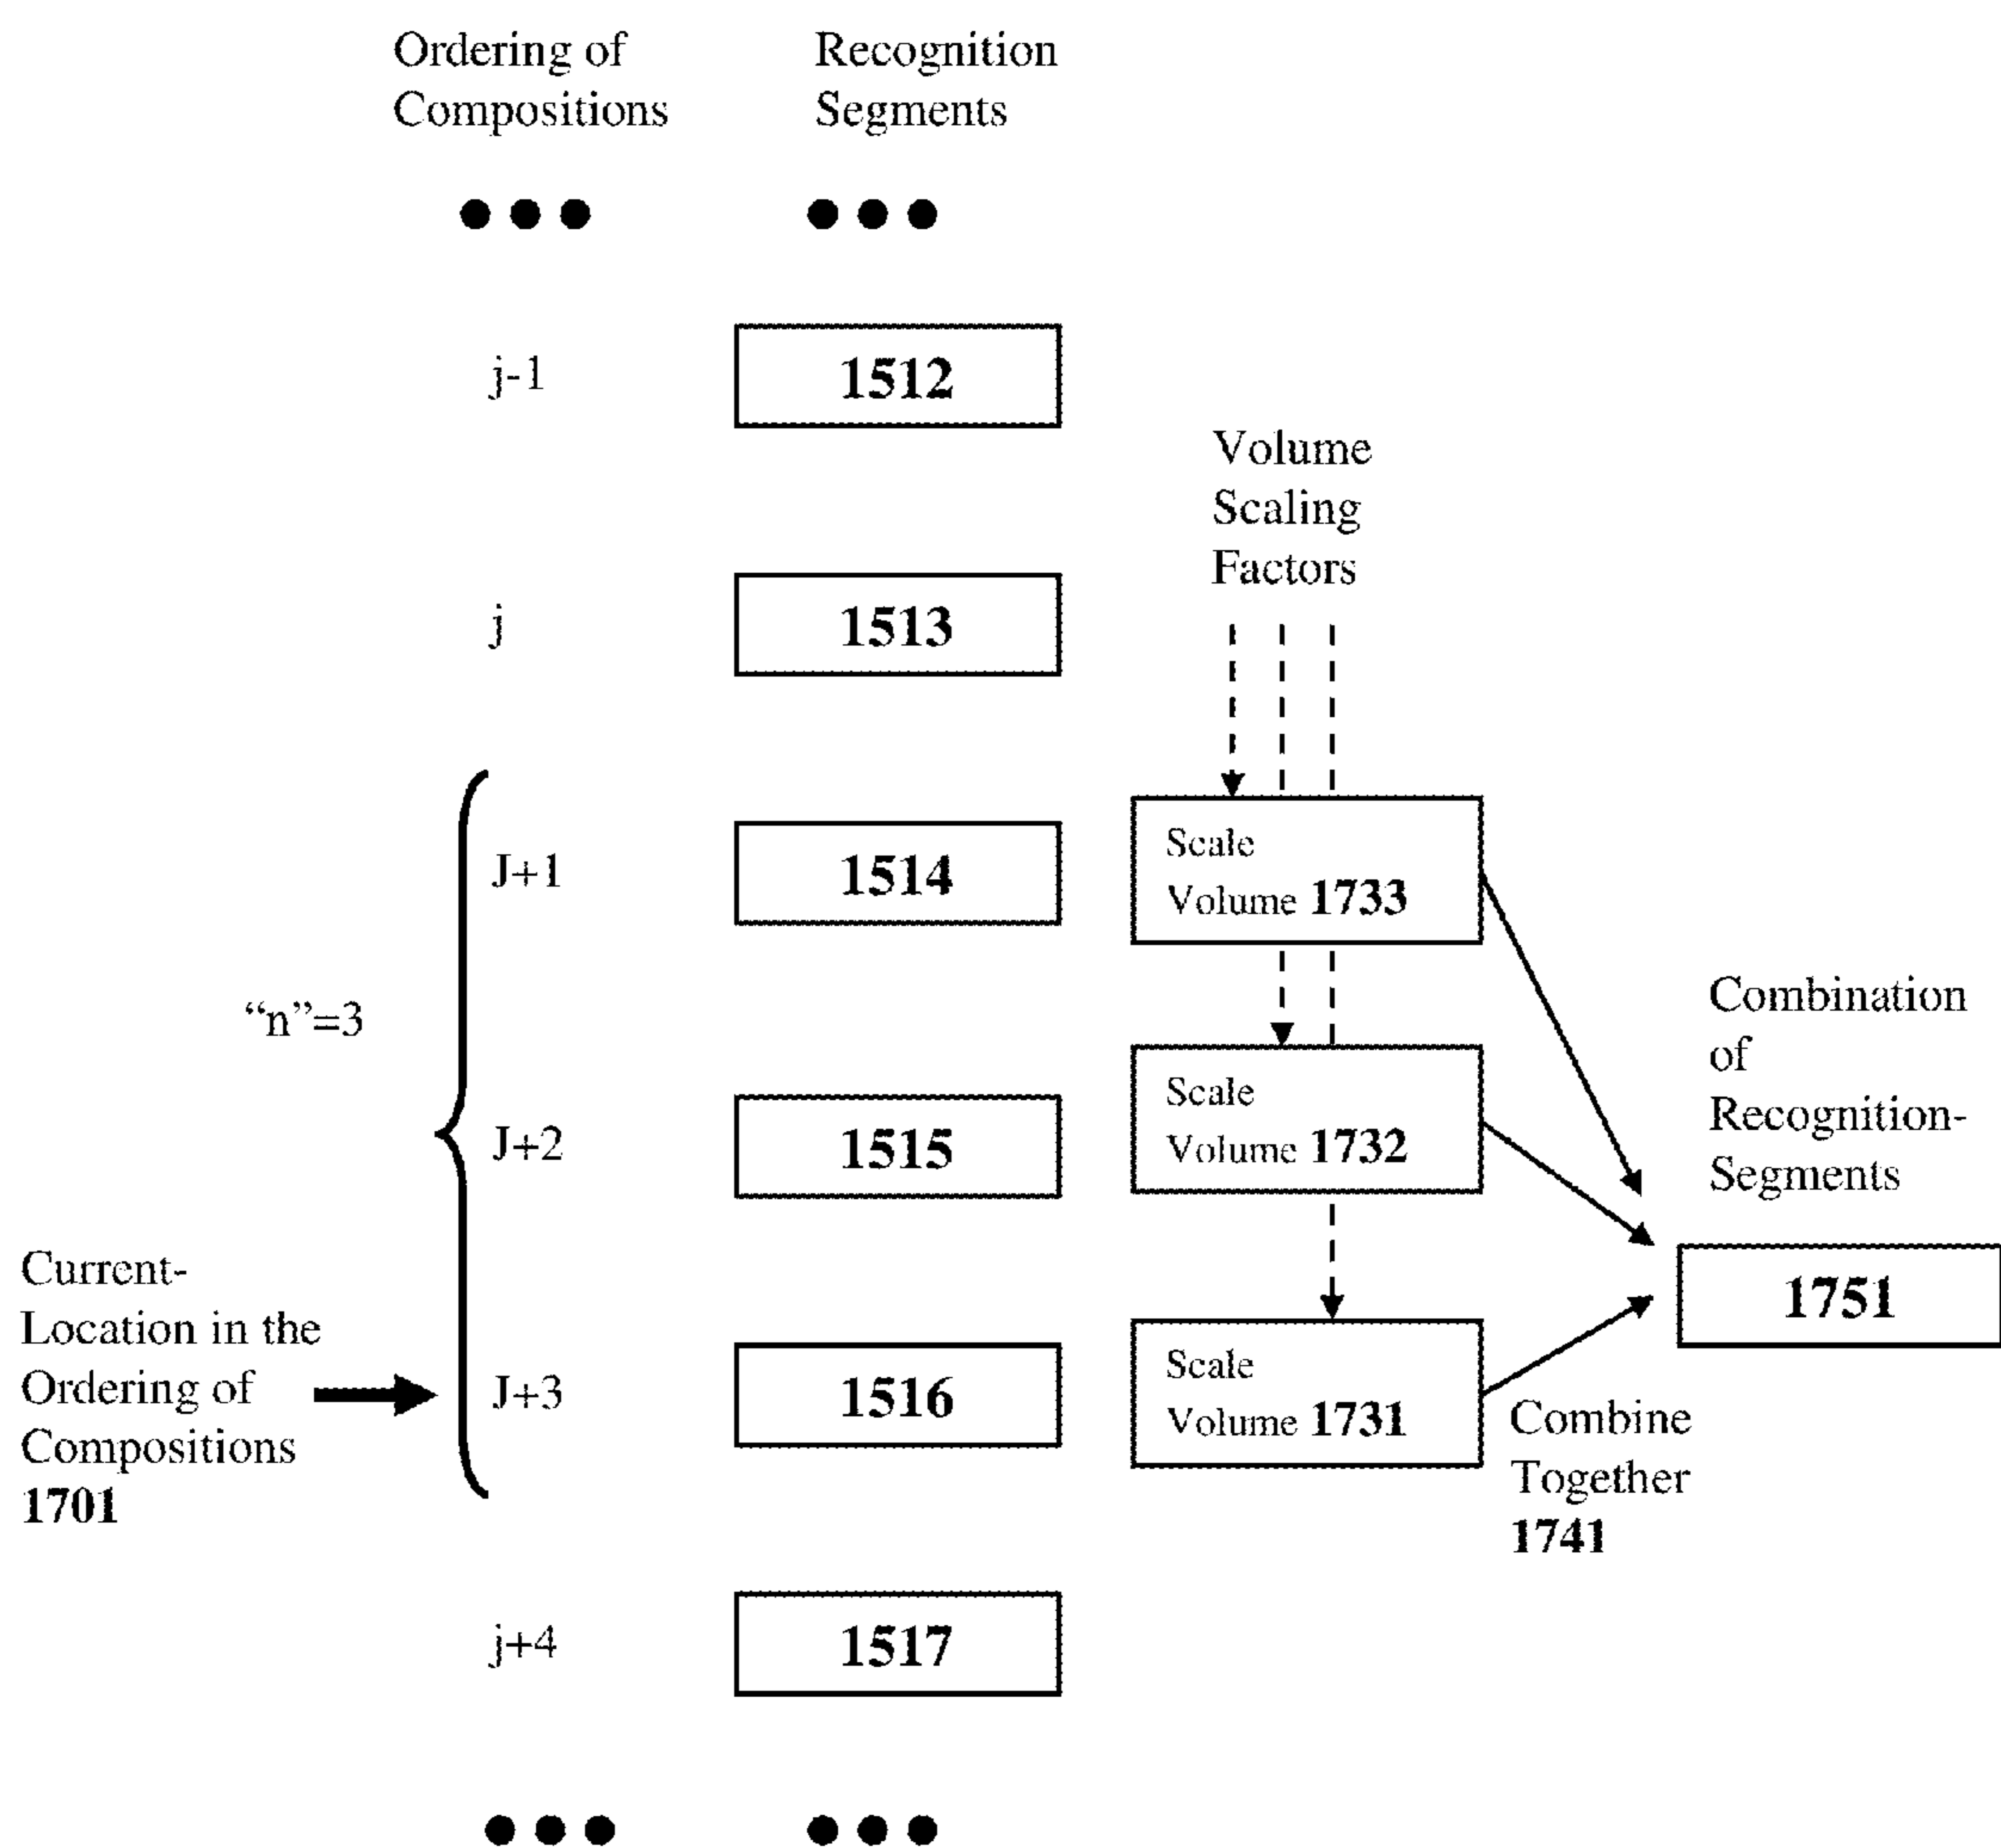 Ordering of
Compositions
Recognition
Segments
j-1
1512
Volume
Scaling
Factors
j
1513
J+1
1514
Scale
Volume 1733
“n”=3
Combination
of
Recognition-
Segments
J+2
1515
Scale
Volume 1732
1751
Current-
Location in the
Ordering of
Compositions
1701
J+3
1516
Scale
Volume 1731
Combine
Together
1741
j+4
1517